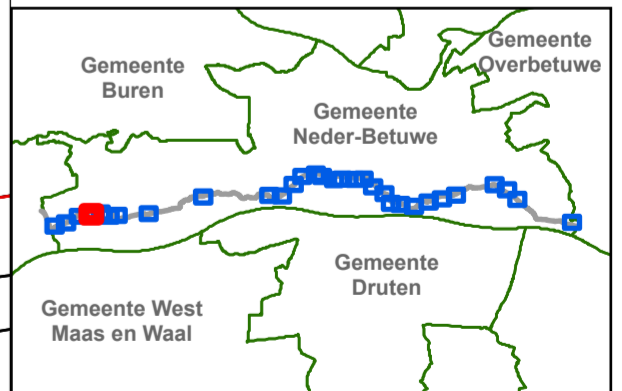 Gemeente
Overbetuwe
Gemeente
Buren
Gemeente
Neder-Betuwe
Gemeente
Druten
Gemeente West
Maas en Waal